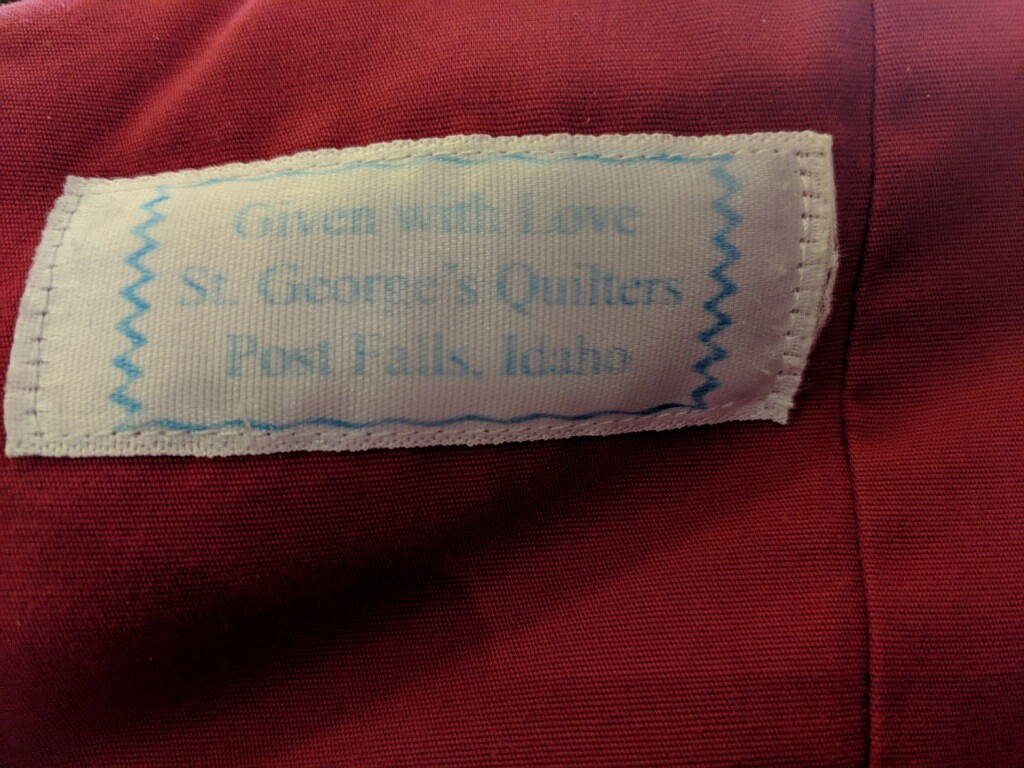 Given with Love
St. George's Quilters
Post Falls, Idaho